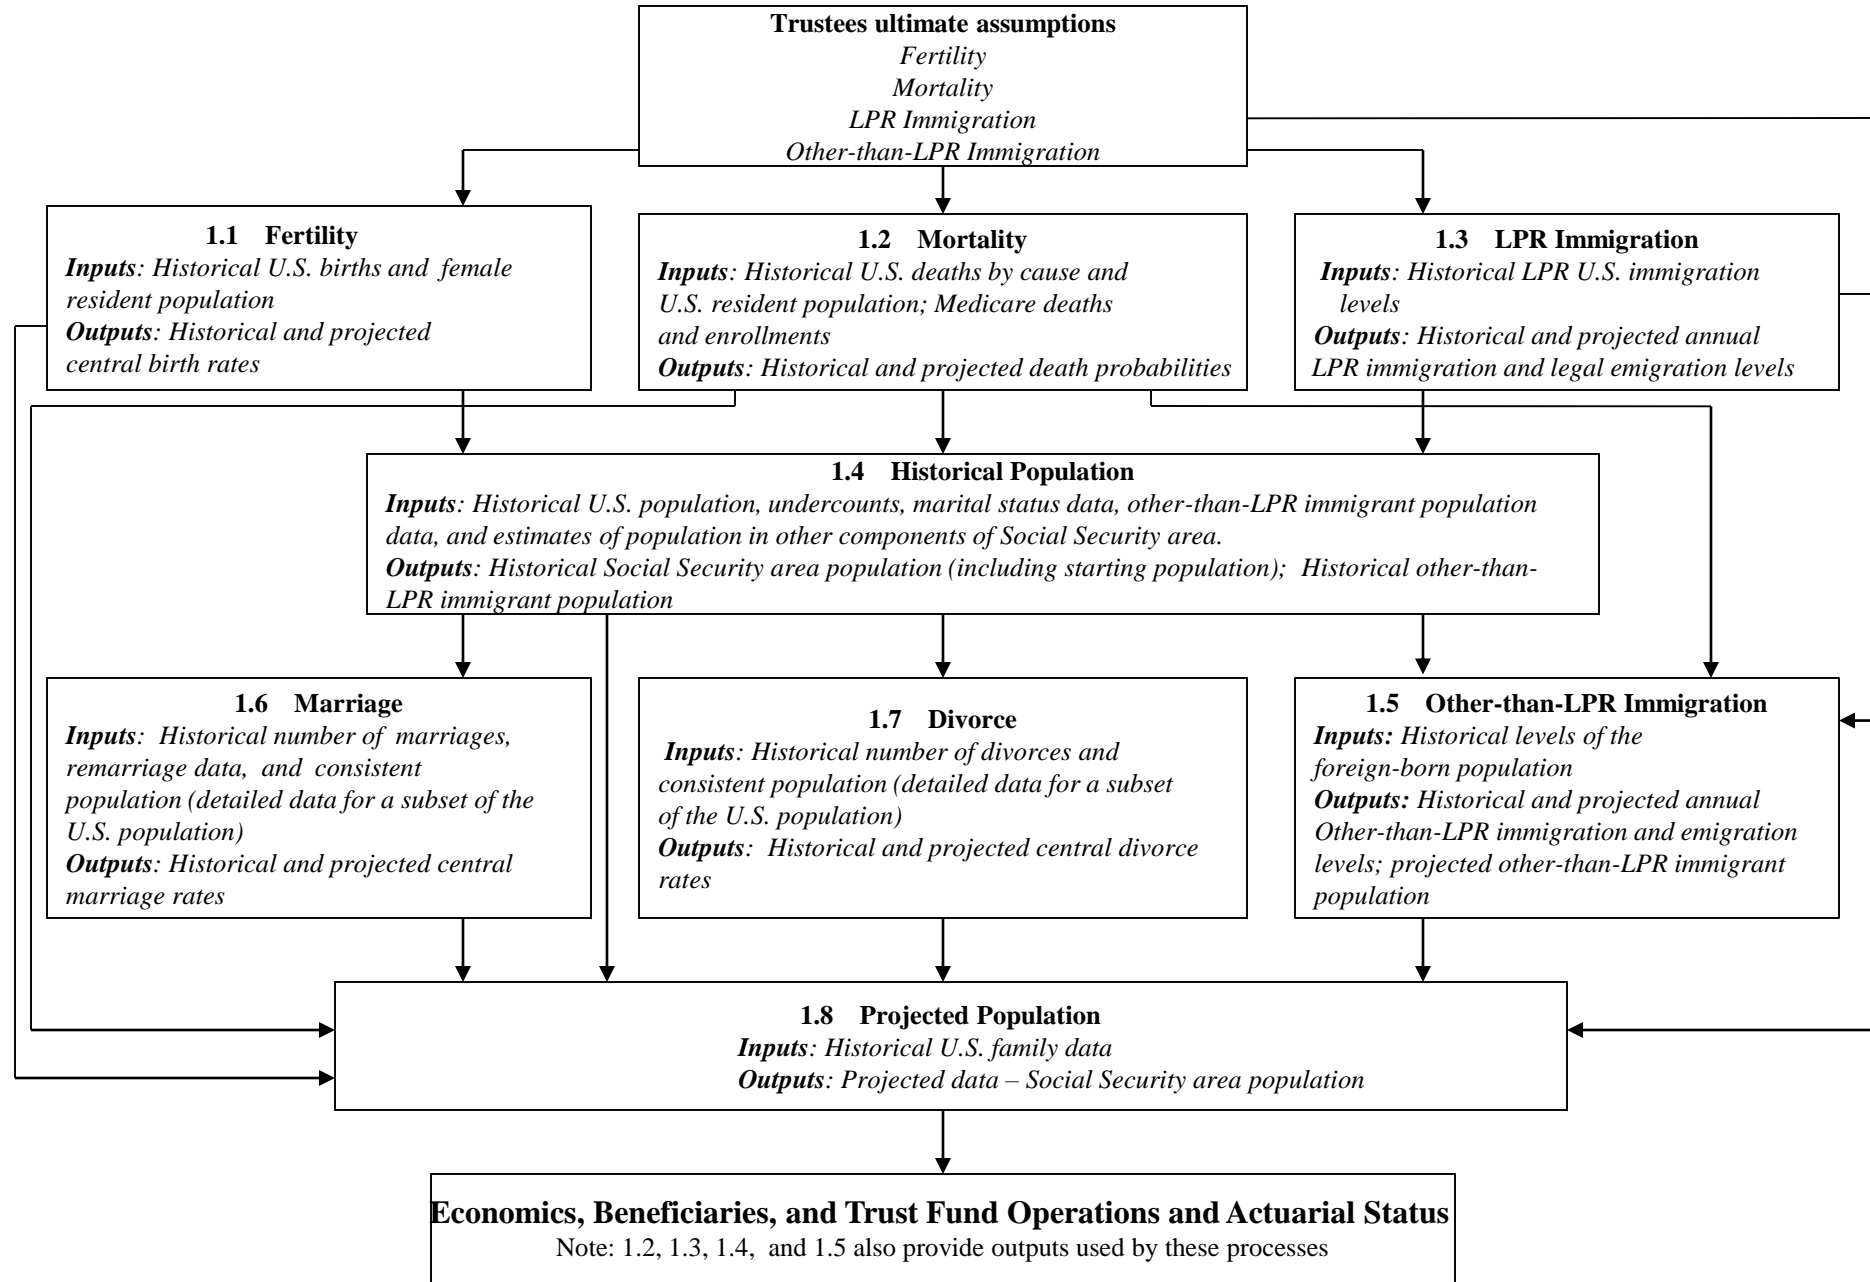 Trustees ultimate assumptions
Fertility
Mortality
LPR Immigration
Other-than-LPR Immigration
1.1 Fertility
Inputs: Historical U.S. births and female
resident population
Outputs: Historical and projected
central birth rates
1.2 Mortality
Inputs: Historical U.S. deaths by cause and
U.S. resident population; Medicare deaths
and enrollments
Outputs: Historical and projected death probabilities
1.3 LPR Immigration
Inputs: Historical LPR U.S. immigration
levels
Outputs: Historical and projected annual
LPR immigration and legal emigration levels
1.4 Historical Population
Inputs: Historical U.S. population, undercounts, marital status data, other-than-LPR immigrant population
data, and estimates of population in other components of Social Security area.
Outputs: Historical Social Security area population (including starting population); Historical other-than-
LPR immigrant population
1.6 Marriage
Inputs: Historical number of marriages,
remarriage data, and consistent
population (detailed data for a subset of the
U.S. population)
Outputs: Historical and projected central
marriage rates
1.7 Divorce
Inputs: Historical number of divorces and
consistent population (detailed data for a subset
of the U.S. population)
Outputs: Historical and projected central divorce
rates
1.5 Other-than-LPR Immigration
Inputs: Historical levels of the
foreign-born population
Outputs: Historical and projected annual
Other-than-LPR immigration and emigration
levels; projected other-than-LPR immigrant
population
1.8 Projected Population
Inputs: Historical U.S. family data
Outputs: Projected data – Social Security area population
Economics, Beneficiaries, and Trust Fund Operations and Actuarial Status
Note: 1.2, 1.3, 1.4, and 1.5 also provide outputs used by these processes